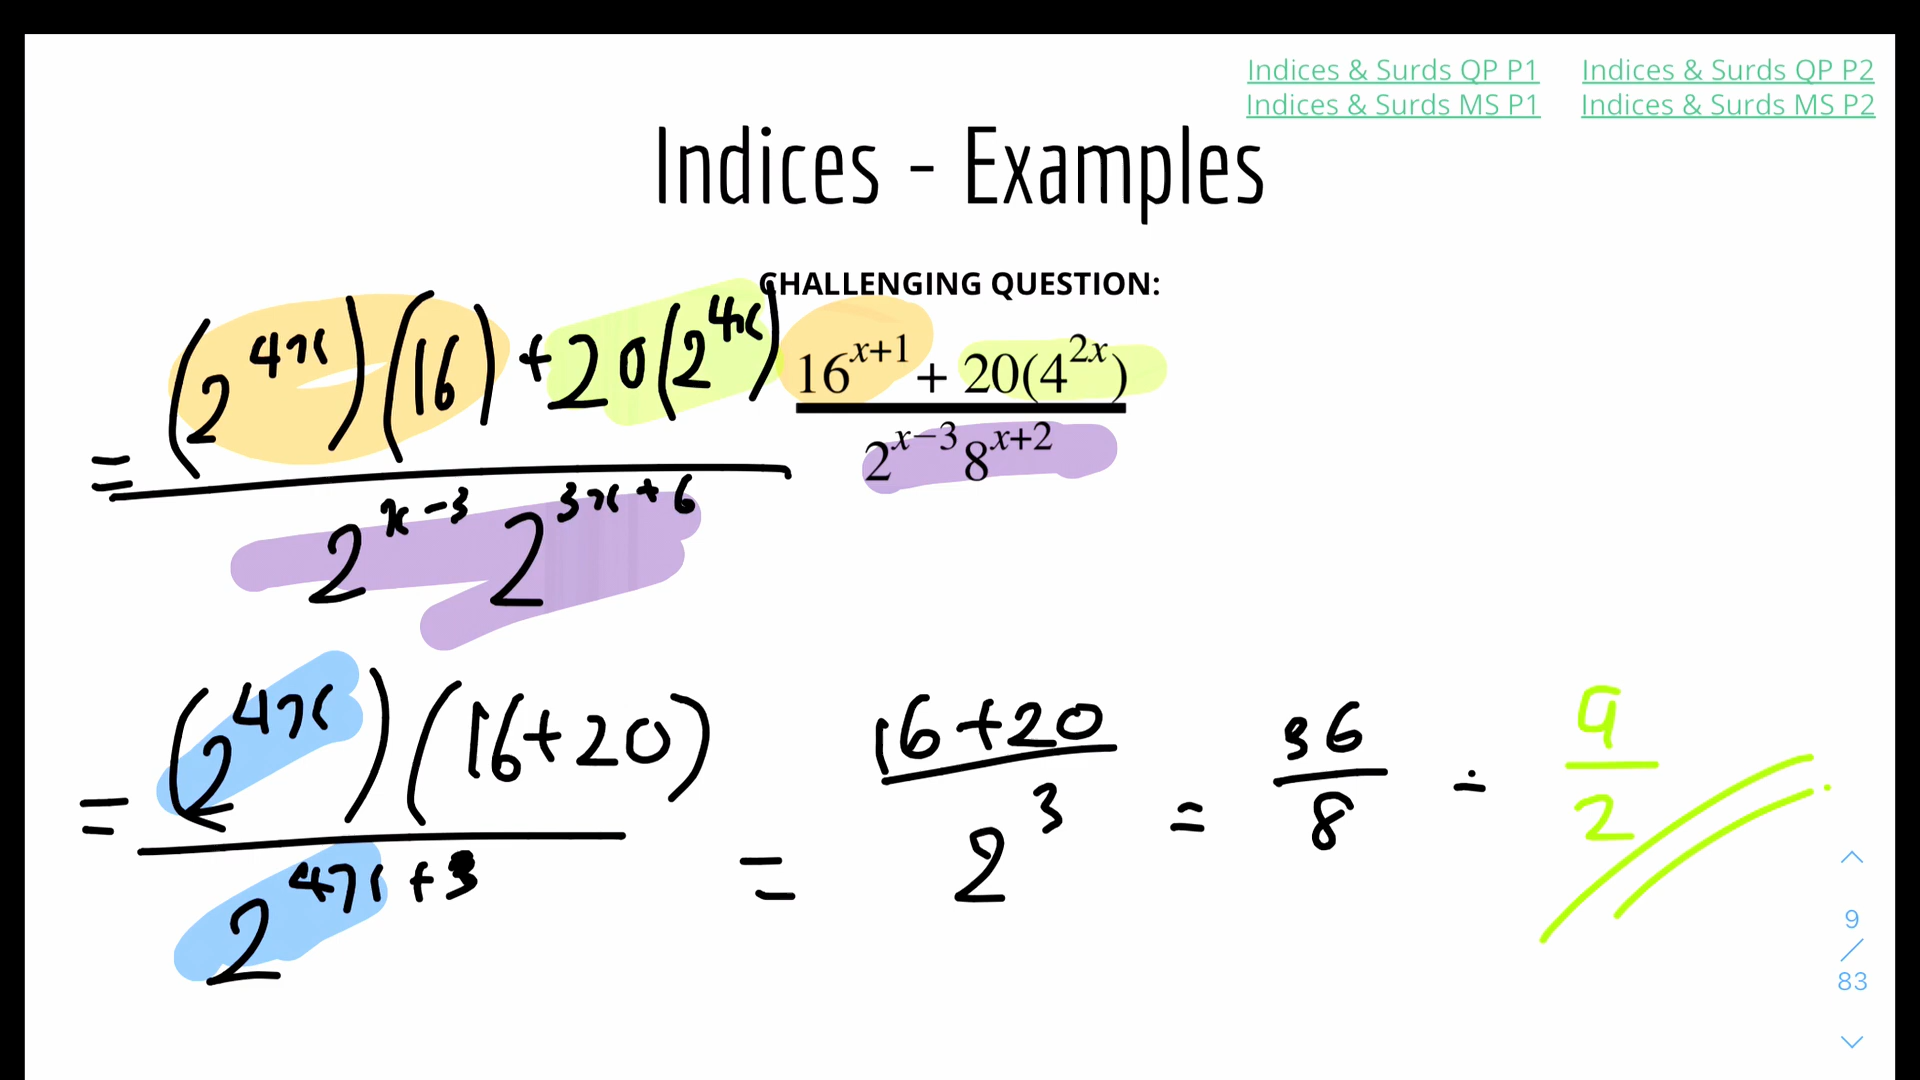 Indices & Surds QP P1 Indices & Surds QP P2
Indices & Surds MS P1 Indices & Surds MS P2
Indices - Examples
CHALLENGING QUESTION:
16^{x+1} + 20(4^{2x})
2^{x−3}8^{x+2}
= (2^{4x})(16) + 20(2^{4x})
2^{x-3} 2^{3x+6}
= (2^{4x})(16+20)
2^{4x+3}
= 16+20
2^3
= 36
8
÷ 9
2
9
/
83